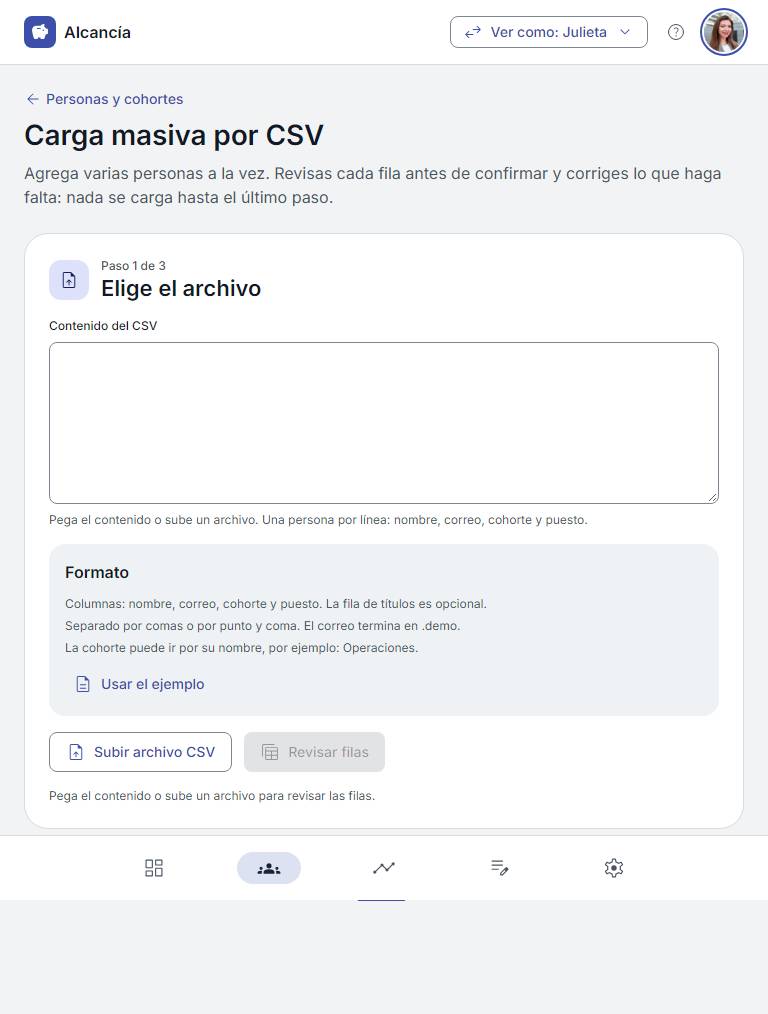 Alcancía
Ver como: Julieta
Personas y cohortes
Carga masiva por CSV
Agrega varias personas a la vez. Revisas cada fila antes de confirmar y corriges lo que haga
falta: nada se carga hasta el último paso.
Paso 1 de 3
Elige el archivo
Contenido del CSV
Pega el contenido o sube un archivo. Una persona por línea: nombre, correo, cohorte y puesto.
Formato
Columnas: nombre, correo, cohorte y puesto. La fila de títulos es opcional.
Separado por comas o por punto y coma. El correo termina en .demo.
La cohorte puede ir por su nombre, por ejemplo: Operaciones.
Usar el ejemplo
Subir archivo CSV
Revisar filas
Pega el contenido o sube un archivo para revisar las filas.